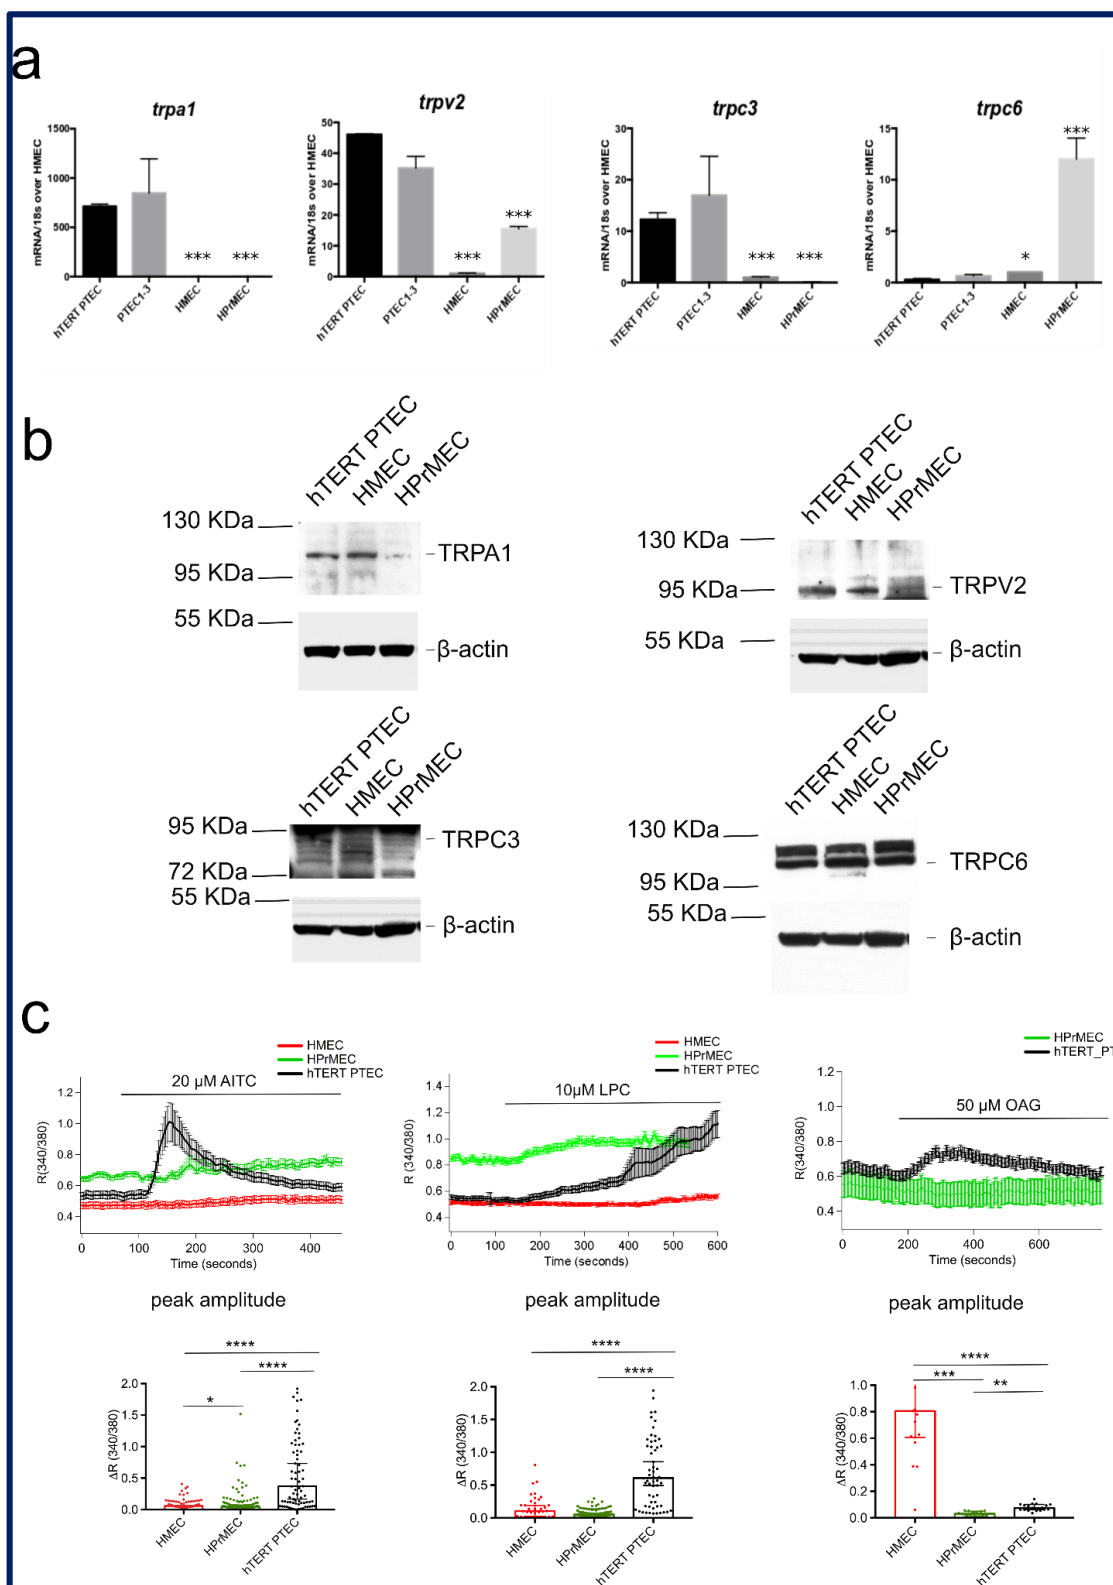 a
trpa1
trpv2
trpc3
trpc6
mRNA/18s over HMEC
1500
1000
500
0
***
***
hTERT PTEC
PTEC1-3
HMEC
HPrMEC
mRNA/18s over HMEC
50
40
30
20
10
0
***
***
hTERT PTEC
PTEC1-3
HMEC
HPrMEC
mRNA/18s over HMEC
30
20
10
0
***
***
hTERT PTEC
PTEC1-3
HMEC
HPrMEC
mRNA/18s over HMEC
15
10
5
0
*
***
hTERT PTEC
PTEC1-3
HMEC
HPrMEC
b
hTERT PTEC
HMEC
HPrMEC
130 KDa
95 KDa
55 KDa
TRPA1
β-actin
hTERT PTEC
HMEC
HPrMEC
130 KDa
95 KDa
55 KDa
TRPV2
β-actin
hTERT PTEC
HMEC
HPrMEC
95 KDa
72 KDa
55 KDa
TRPC3
β-actin
hTERT PTEC
HMEC
HPrMEC
130 KDa
95 KDa
55 KDa
TRPC6
β-actin
c
HMEC
HPrMEC
hTERT PTEC
20 µM AITC
R(340/380)
1.2
1.0
0.8
0.6
0.4
0 100 200 300 400
Time (seconds)
HMEC
HPrMEC
hTERT PTEC
10µM LPC
R (340/380)
1.4
1.2
1.0
0.8
0.6
0.4
0 100 200 300 400 500 600
Time (seconds)
HPrMEC
hTERT_PT
50 µM OAG
R(340/380)
1.2
1.0
0.8
0.6
0.4
0 200 400 600
Time (seconds)
peak amplitude
****
****
*
ΔR (340/380)
2.0
1.5
1.0
0.5
0.0
HMEC
HPrMEC
hTERT PTEC
peak amplitude
****
****
ΔR (340/380)
2.0
1.5
1.0
0.5
0.0
HMEC
HPrMEC
hTERT PTEC
peak amplitude
****
***
**
ΔR (340/380)
1.0
0.8
0.6
0.4
0.2
0.0
HMEC
HPrMEC
hTERT PTEC